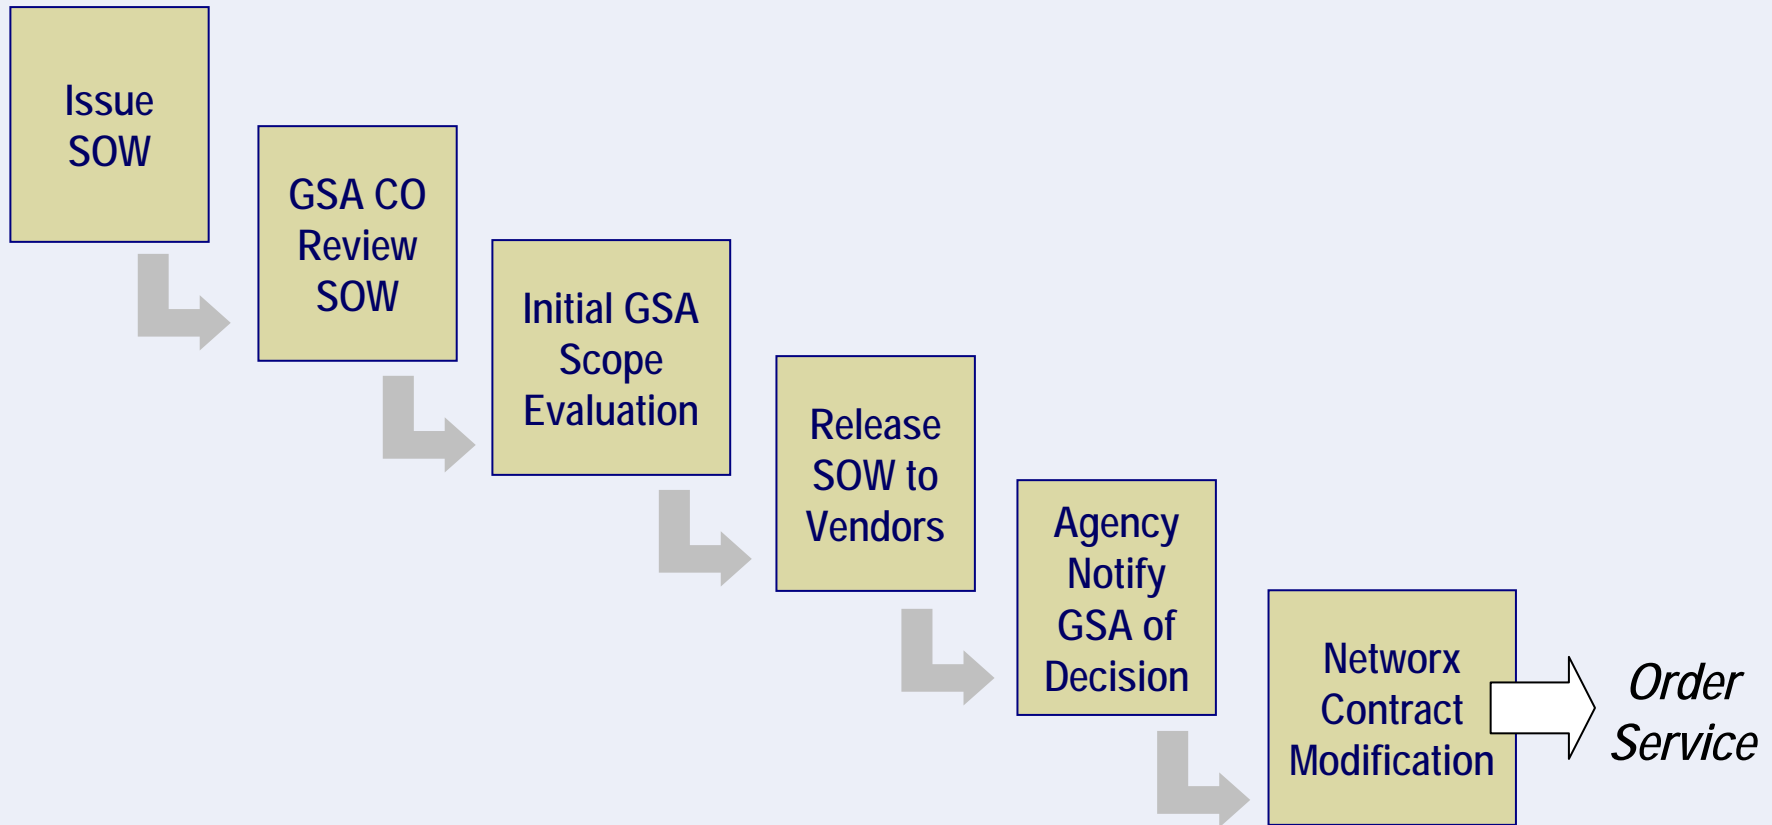 Issue
SOW
GSA CO
Review
SOW
Initial GSA
Scope
Evaluation
Release
SOW to
Vendors
Agency
Notify
GSA of
Decision
Networx
Contract
Modification
Order
Service